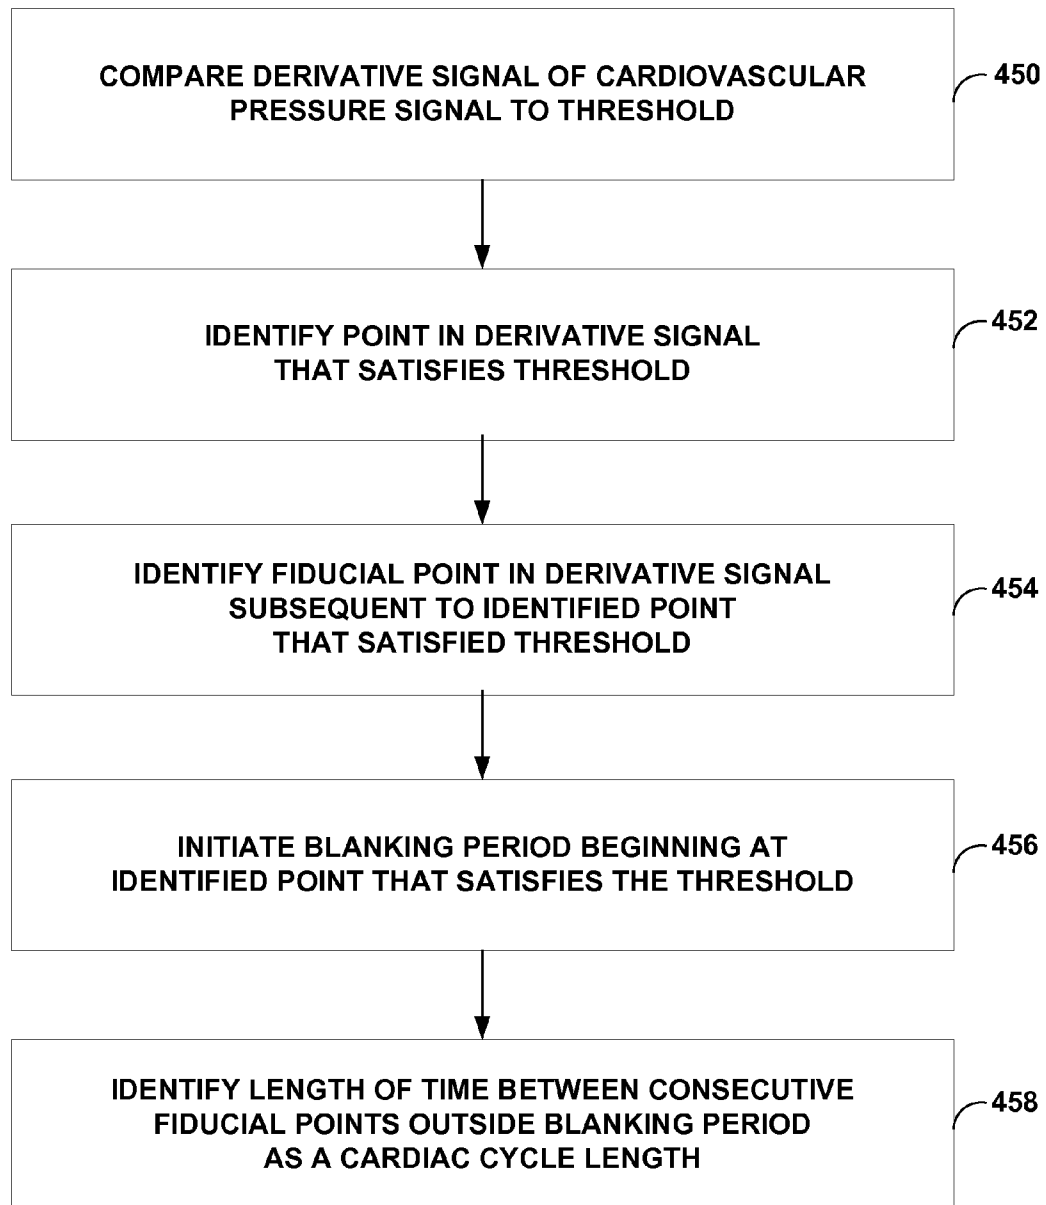 COMPARE DERIVATIVE SIGNAL OF CARDIOVASCULAR
PRESSURE SIGNAL TO THRESHOLD
450
IDENTIFY POINT IN DERIVATIVE SIGNAL
THAT SATISFIES THRESHOLD
452
IDENTIFY FIDUCIAL POINT IN DERIVATIVE SIGNAL
SUBSEQUENT TO IDENTIFIED POINT
THAT SATISFIED THRESHOLD
454
INITIATE BLANKING PERIOD BEGINNING AT
IDENTIFIED POINT THAT SATISFIES THE THRESHOLD
456
IDENTIFY LENGTH OF TIME BETWEEN CONSECUTIVE
FIDUCIAL POINTS OUTSIDE BLANKING PERIOD
AS A CARDIAC CYCLE LENGTH
458